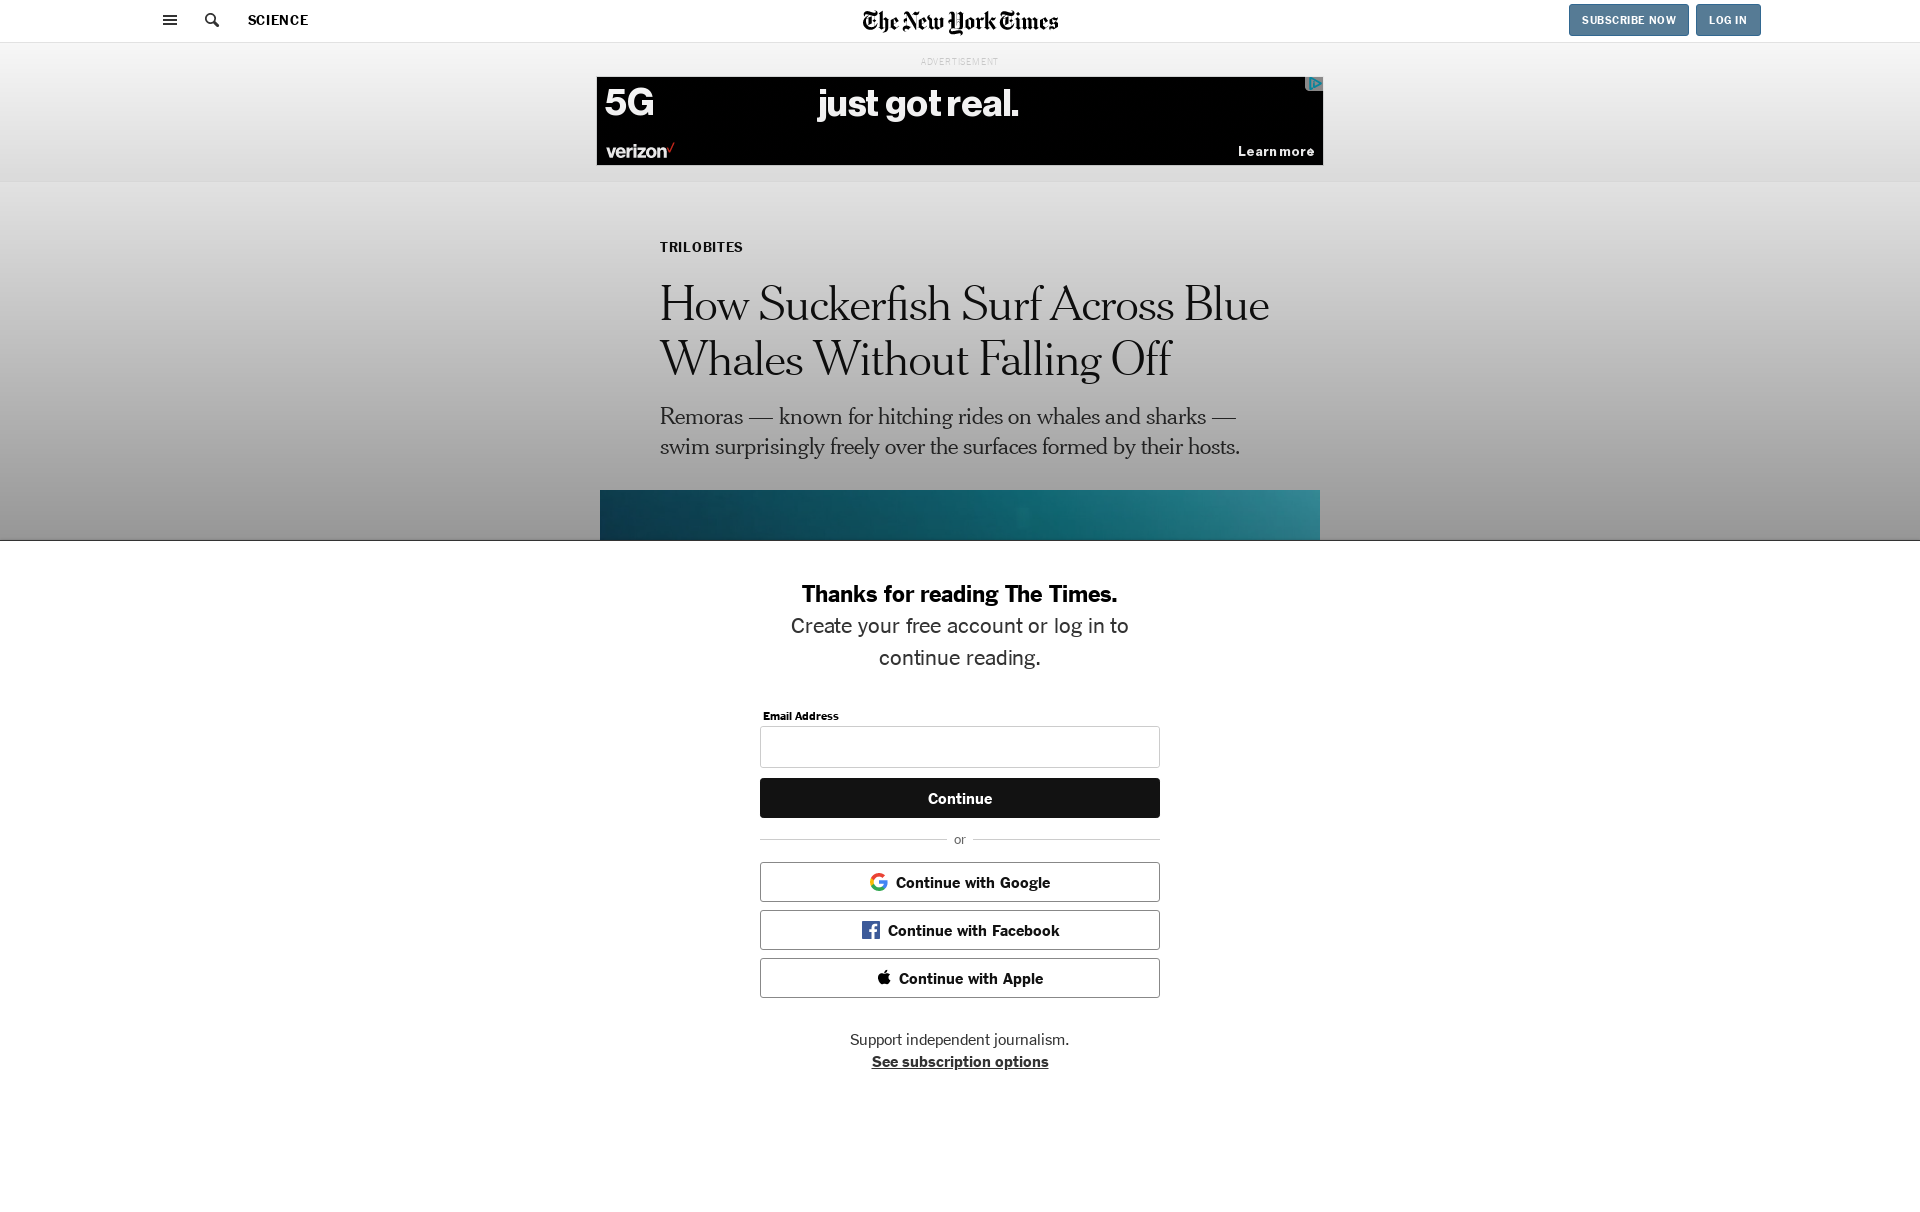 SCIENCE
The New York Times
SUBSCRIBE NOW
LOG IN
ADVERTISEMENT
5G
just got real.
verizon
Learn more
TRILOBITES
How Suckerfish Surf Across Blue
Whales Without Falling Off
Remoras — known for hitching rides on whales and sharks —
swim surprisingly freely over the surfaces formed by their hosts.
Thanks for reading The Times.
Create your free account or log in to
continue reading.
Email Address
Continue
or
Continue with Google
Continue with Facebook
Continue with Apple
Support independent journalism.
See subscription options